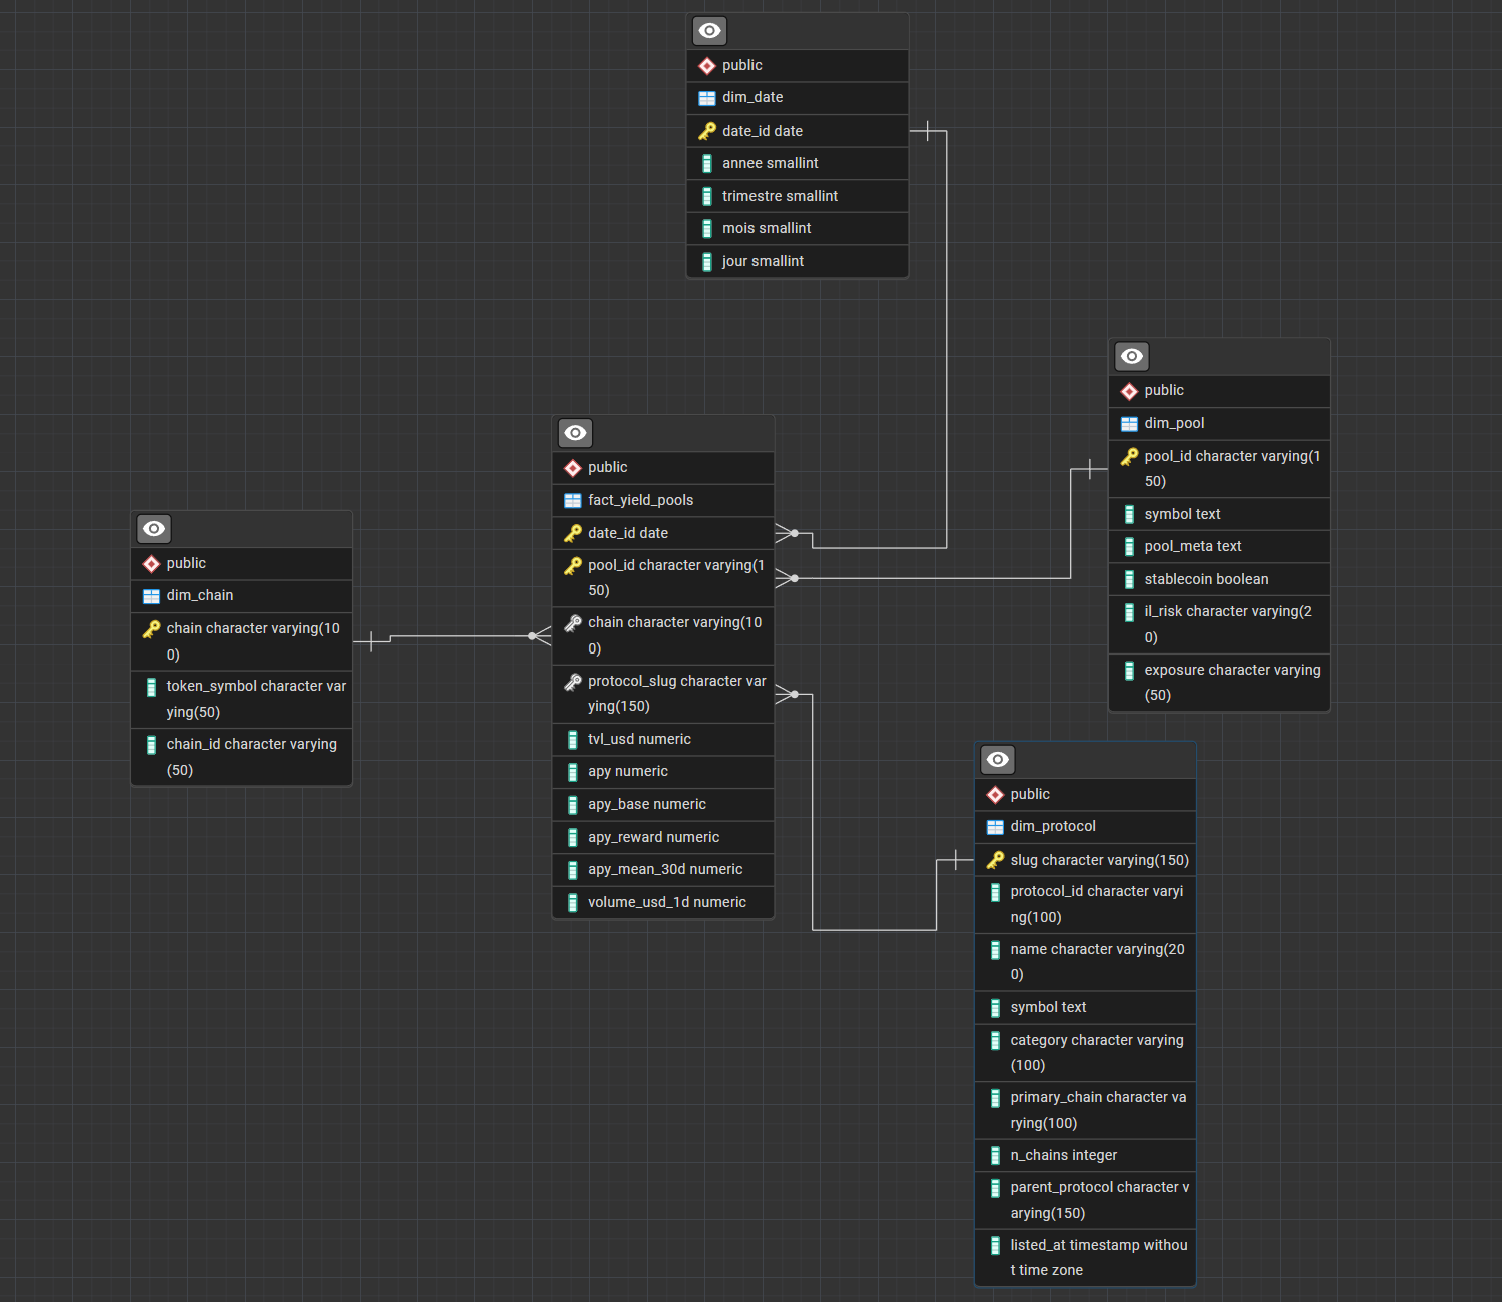 public
dim_date
date_id date
annee smallint
trimestre smallint
mois smallint
jour smallint
public
dim_pool
pool_id character varying(1
50)
symbol text
pool_meta text
stablecoin boolean
il_risk character varying(2
0)
exposure character varying
(50)
public
fact_yield_pools
date_id date
pool_id character varying(1
50)
chain character varying(10
0)
protocol_slug character var
ying(150)
tvl_usd numeric
apy numeric
apy_base numeric
apy_reward numeric
apy_mean_30d numeric
volume_usd_1d numeric
public
dim_chain
chain character varying(10
0)
token_symbol character var
ying(50)
chain_id character varying
(50)
public
dim_protocol
slug character varying(150)
protocol_id character varyi
ng(100)
name character varying(20
0)
symbol text
category character varying
(100)
primary_chain character va
rying(100)
n_chains integer
parent_protocol character v
arying(150)
listed_at timestamp withou
t time zone